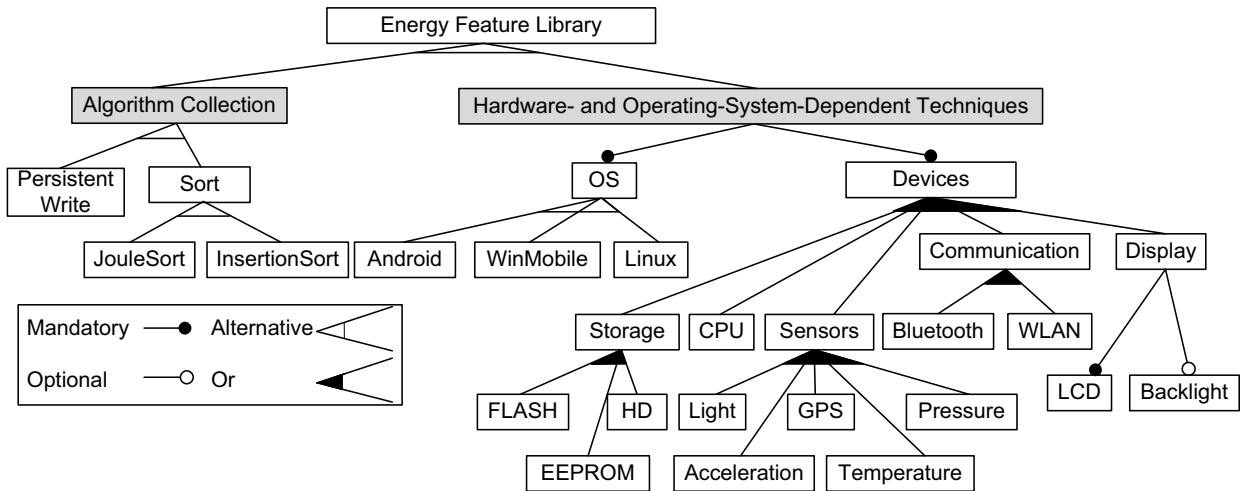 Energy Feature Library
Algorithm Collection
Hardware- and Operating-System-Dependent Techniques
Persistent
Write
Sort
OS
Devices
JouleSort
InsertionSort
Android
WinMobile
Linux
Communication
Display
Mandatory
Alternative
Optional
Or
Storage
CPU
Sensors
Bluetooth
WLAN
LCD
Backlight
FLASH
HD
Light
GPS
Pressure
EEPROM
Acceleration
Temperature